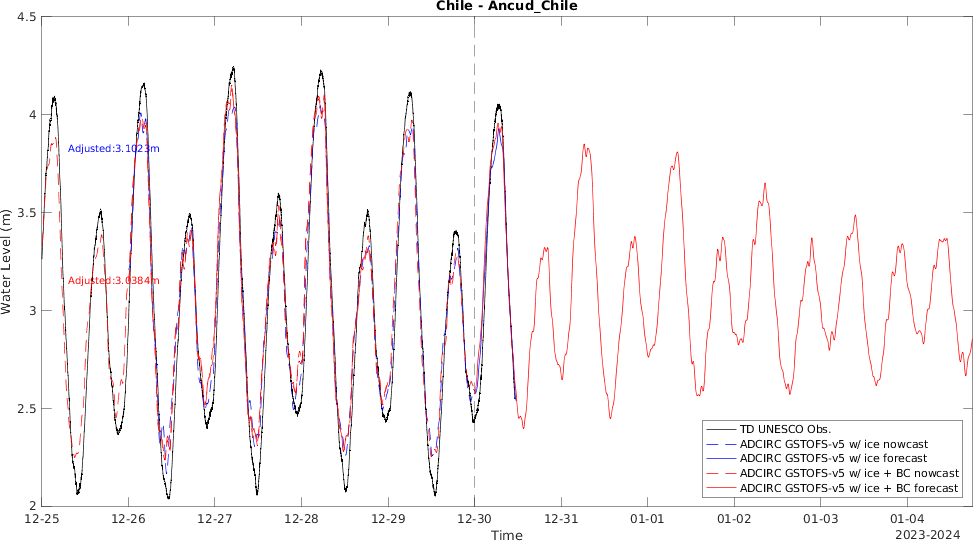 Chile - Ancud_Chile
4.5
4
3.5
3
2.5
2
Water Level (m)
Adjusted:3.1023m
Adjusted:3.0384m
TD UNESCO Obs.
ADCIRC GSTOFS-v5 w/ ice nowcast
ADCIRC GSTOFS-v5 w/ ice forecast
ADCIRC GSTOFS-v5 w/ ice + BC nowcast
ADCIRC GSTOFS-v5 w/ ice + BC forecast
12-25 12-26 12-27 12-28 12-29 12-30 12-31 01-01 01-02 01-03 01-04
Time
2023-2024